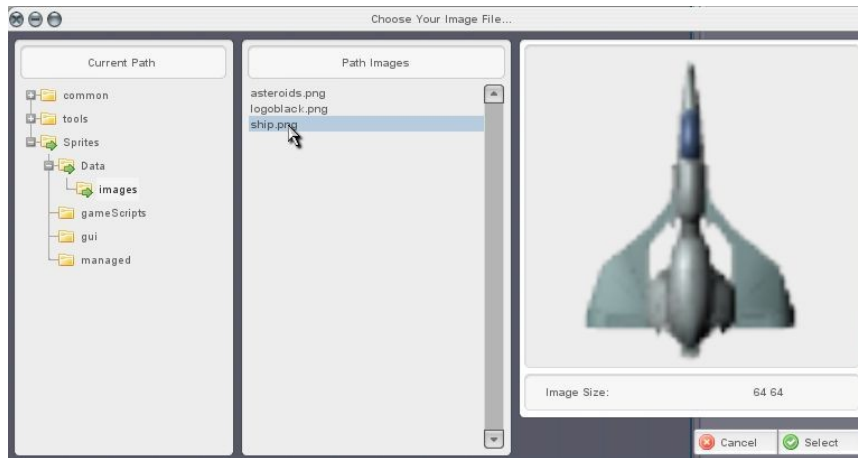 Choose Your Image File...
Current Path
common
tools
Sprites
Data
images
gameScripts
gui
managed
Path Images
asteroids.png
logoblack.png
ship.png
Image Size: 64 64
Cancel
Select